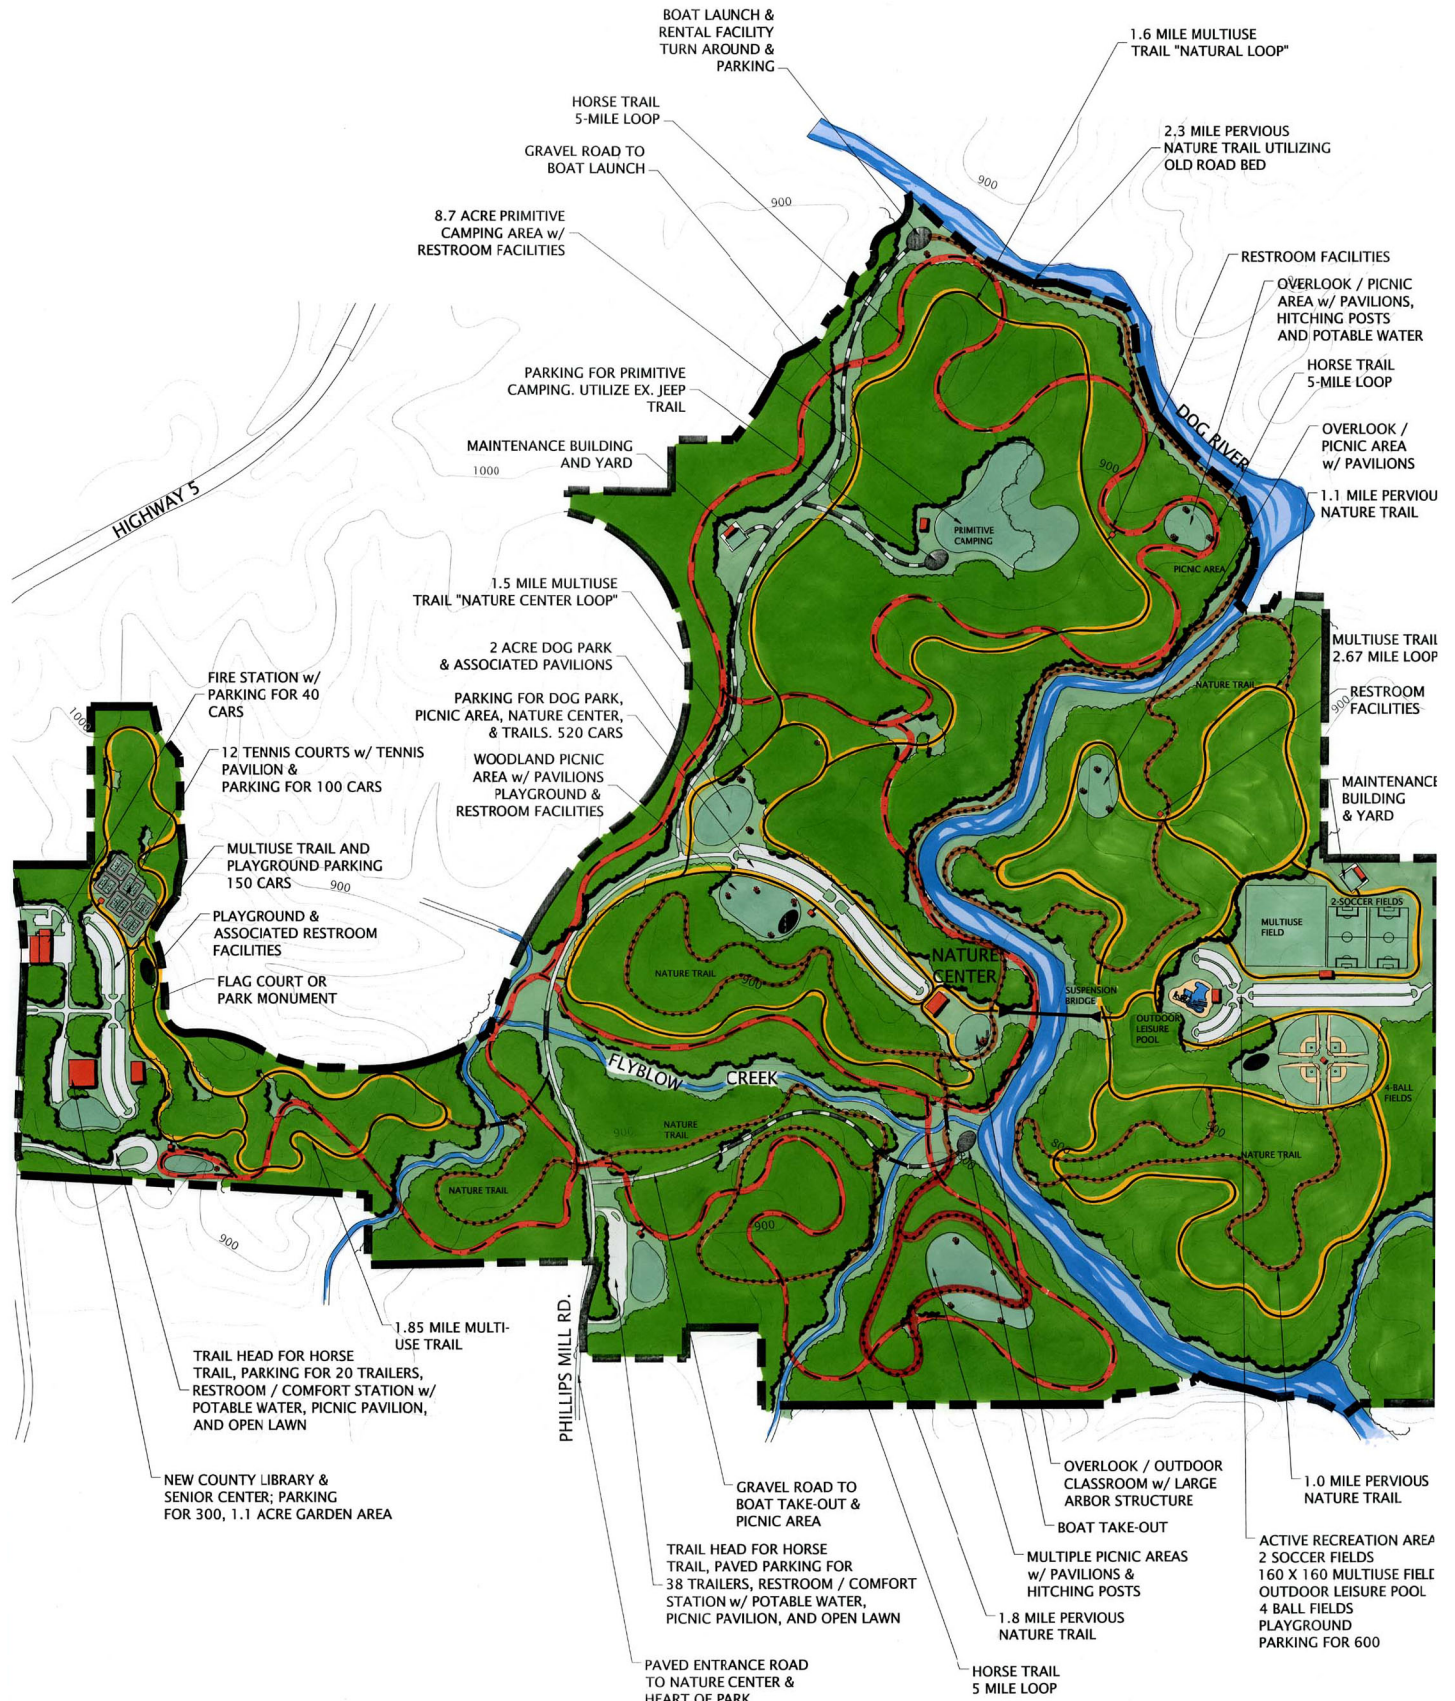 BOAT LAUNCH &
RENTAL FACILITY
TURN AROUND &
PARKING
1.6 MILE MULTIUSE
TRAIL "NATURAL LOOP"
HORSE TRAIL
5-MILE LOOP
2.3 MILE PERVIOUS
NATURE TRAIL UTILIZING
OLD ROAD BED
GRAVEL ROAD TO
BOAT LAUNCH
900
900
8.7 ACRE PRIMITIVE
CAMPING AREA w/
RESTROOM FACILITIES
RESTROOM FACILITIES
OVERLOOK / PICNIC
AREA w/ PAVILIONS,
HITCHING POSTS
AND POTABLE WATER
PARKING FOR PRIMITIVE
CAMPING. UTILIZE EX. JEEP
TRAIL
HORSE TRAIL
5-MILE LOOP
DOG RIVER
OVERLOOK /
PICNIC AREA
w/ PAVILIONS
MAINTENANCE BUILDING
AND YARD
1000
900
HIGHWAY 5
1.1 MILE PERVIOU
NATURE TRAIL
PRIMITIVE
CAMPING
PICNIC AREA
1.5 MILE MULTIUSE
TRAIL "NATURE CENTER LOOP"
2 ACRE DOG PARK
& ASSOCIATED PAVILIONS
MULTIUSE TRAIL
2.67 MILE LOOP
FIRE STATION w/
PARKING FOR 40
CARS
NATURE TRAIL
PARKING FOR DOG PARK,
PICNIC AREA, NATURE CENTER,
& TRAILS. 520 CARS
RESTROOM
FACILITIES
900
1000
12 TENNIS COURTS w/ TENNIS
PAVILION &
PARKING FOR 100 CARS
WOODLAND PICNIC
AREA w/ PAVILIONS
PLAYGROUND &
RESTROOM FACILITIES
MAINTENANCE
BUILDING
& YARD
MULTIUSE TRAIL AND
PLAYGROUND PARKING
150 CARS
900
2-SOCCER FIELDS
MULTIUSE
FIELD
PLAYGROUND &
ASSOCIATED RESTROOM
FACILITIES
NATURE
CENTER
NATURE TRAIL
900
FLAG COURT OR
PARK MONUMENT
SUSPENSION
BRIDGE
OUTDOOR
LEISURE
POOL
FLYBLOW CREEK
4-BALL
FIELDS
900
NATURE
TRAIL
900
800
800
NATURE TRAIL
NATURE TRAIL
900
900
PHILLIPS MILL RD.
1.85 MILE MULTI-
USE TRAIL
TRAIL HEAD FOR HORSE
TRAIL, PARKING FOR 20 TRAILERS,
RESTROOM / COMFORT STATION w/
POTABLE WATER, PICNIC PAVILION,
AND OPEN LAWN
NEW COUNTY LIBRARY &
SENIOR CENTER; PARKING
FOR 300, 1.1 ACRE GARDEN AREA
GRAVEL ROAD TO
BOAT TAKE-OUT &
PICNIC AREA
OVERLOOK / OUTDOOR
CLASSROOM w/ LARGE
ARBOR STRUCTURE
1.0 MILE PERVIOUS
NATURE TRAIL
BOAT TAKE-OUT
TRAIL HEAD FOR HORSE
TRAIL, PAVED PARKING FOR
38 TRAILERS, RESTROOM / COMFORT
STATION w/ POTABLE WATER,
PICNIC PAVILION, AND OPEN LAWN
MULTIPLE PICNIC AREAS
w/ PAVILIONS &
HITCHING POSTS
ACTIVE RECREATION AREA
2 SOCCER FIELDS
160 X 160 MULTIUSE FIELD
OUTDOOR LEISURE POOL
4 BALL FIELDS
PLAYGROUND
PARKING FOR 600
1.8 MILE PERVIOUS
NATURE TRAIL
PAVED ENTRANCE ROAD
TO NATURE CENTER &
HEART OF PARK
HORSE TRAIL
5 MILE LOOP